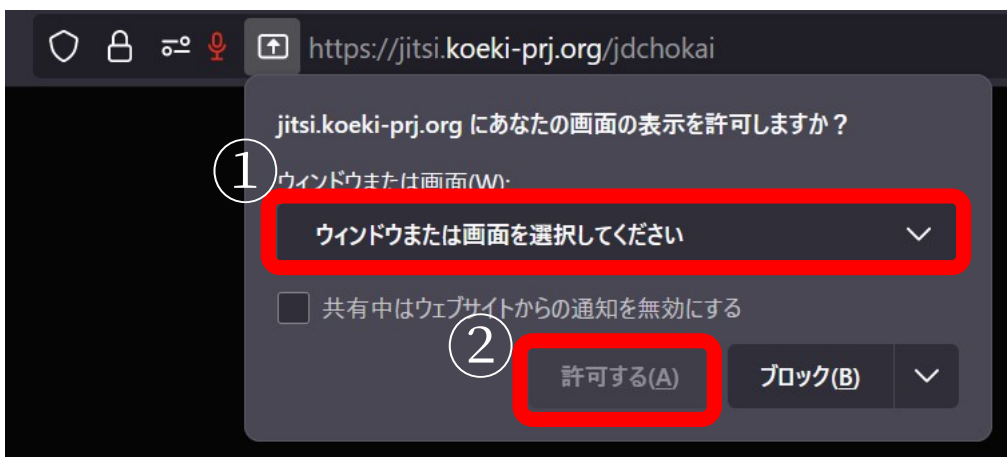 https://jitsi.koeki-prj.org/jdchokai
jitsi.koeki-prj.org にあなたの画面の表示を許可しますか？
①
ウィンドウまたは画面(W):
ウィンドウまたは画面を選択してください
共有中はウェブサイトからの通知を無効にする
②
許可する(A) ブロック(B)